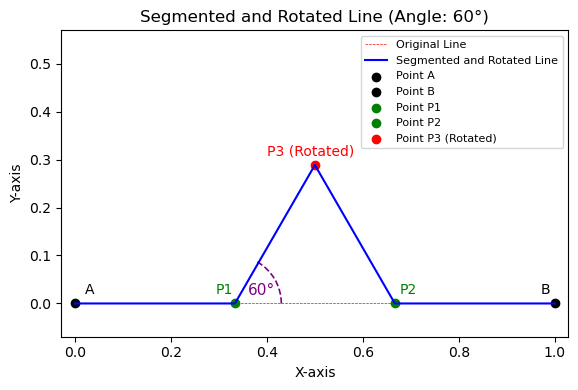 Segmented and Rotated Line (Angle: 60°)
Original Line
Segmented and Rotated Line
Point A
Point B
Point P1
Point P2
Point P3 (Rotated)
Y-axis
0.5
0.4
0.3
0.2
0.1
0.0
P3 (Rotated)
A
P1
60°
P2
B
0.0 0.2 0.4 0.6 0.8 1.0
X-axis